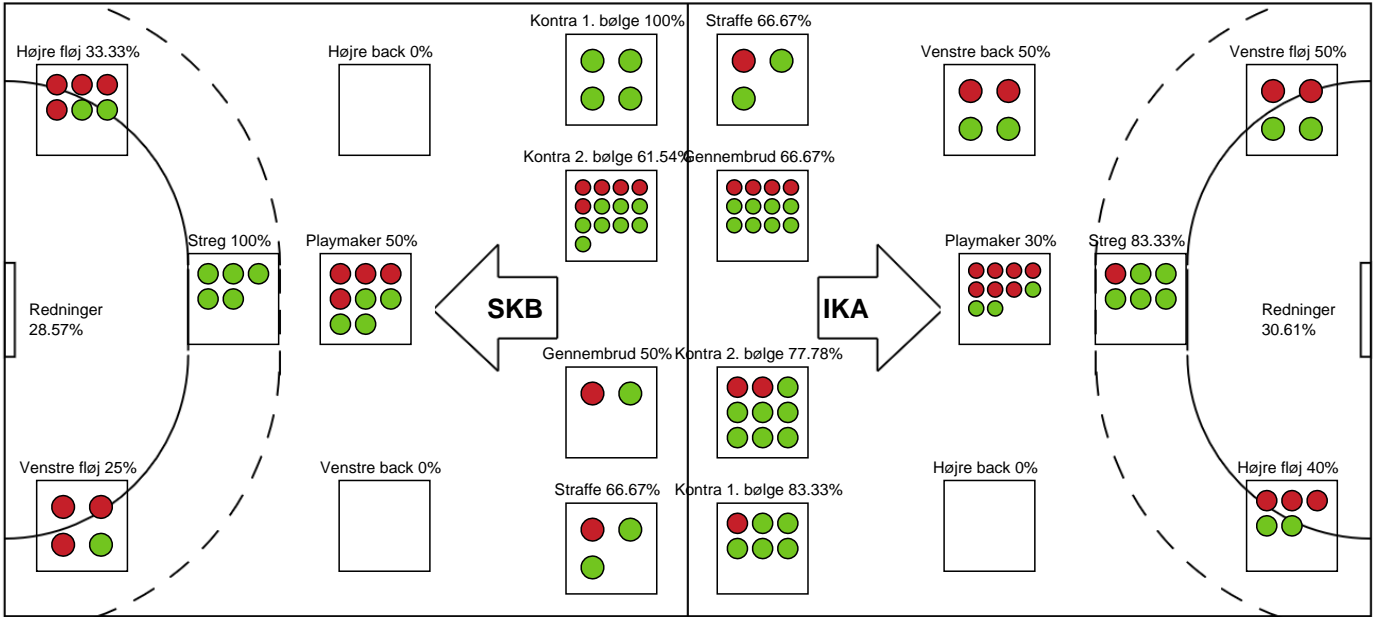 Kontra 1. bølge 100%
Straffe 66.67%
Højre fløj 33.33%
Højre back 0%
Venstre back 50%
Venstre fløj 50%
Kontra 2. bølge 61.54%
Gennembrud 66.67%
Streg 100%
Playmaker 50%
Playmaker 30%
Streg 83.33%
SKB
IKA
Redninger
28.57%
Redninger
30.61%
Gennembrud 50%
Kontra 2. bølge 77.78%
Venstre fløj 25%
Venstre back 0%
Højre back 0%
Højre fløj 40%
Straffe 66.67%
Kontra 1. bølge 83.33%